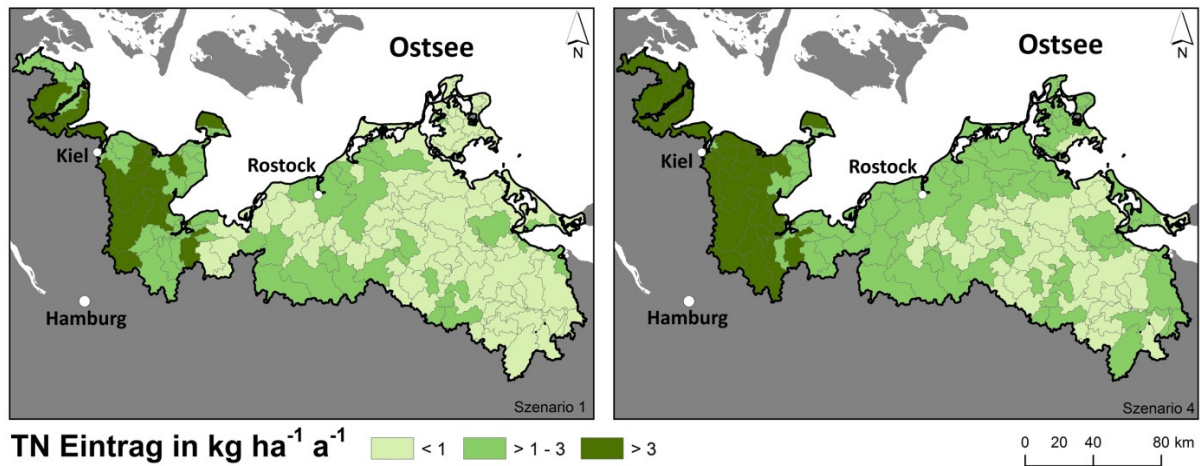 Ostsee
N
Kiel
Rostock
Hamburg
Szenario 1
Ostsee
N
Kiel
Rostock
Hamburg
Szenario 4
TN Eintrag in kg ha⁻¹ a⁻¹ < 1 > 1 - 3 > 3
0 20 40 80 km